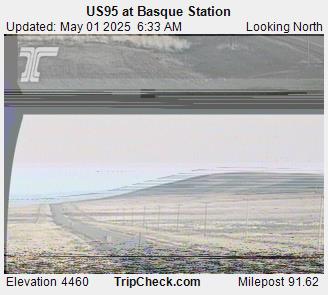 US95 at Basque Station
Updated: May 01 2025 6:33 AM Looking North
Elevation 4460 TripCheck.com Milepost 91.62